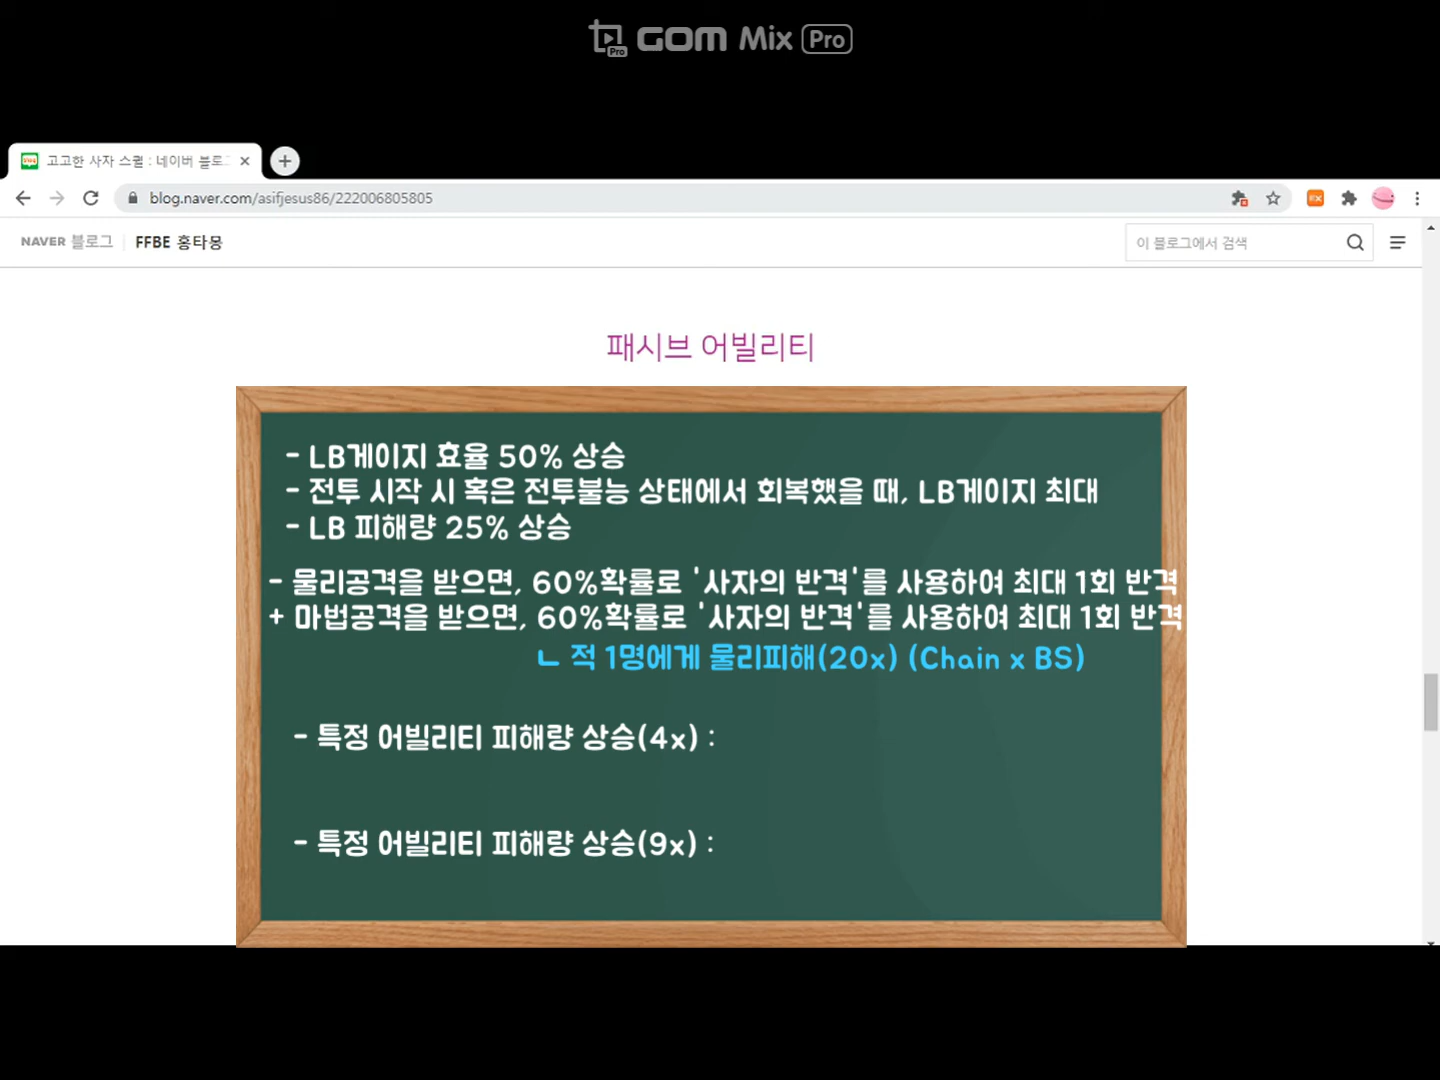 GOM Mix Pro
고고한 사자 스퀄 : 네이버 블로그
blog.naver.com/asifjesus86/222006805805
NAVER 블로그 FFBE 홍타몽
이 블로그에서 검색
패시브 어빌리티
- LB게이지 효율 50% 상승
- 전투 시작 시 혹은 전투불능 상태에서 회복했을 때, LB게이지 최대
- LB 피해량 25% 상승
- 물리공격을 받으면, 60%확률로 '사자의 반격'를 사용하여 최대 1회 반격
+ 마법공격을 받으면, 60%확률로 '사자의 반격'를 사용하여 최대 1회 반격
ㄴ 적 1명에게 물리피해(20x) (Chain x BS)
- 특정 어빌리티 피해량 상승(4x) :
- 특정 어빌리티 피해량 상승(9x) :